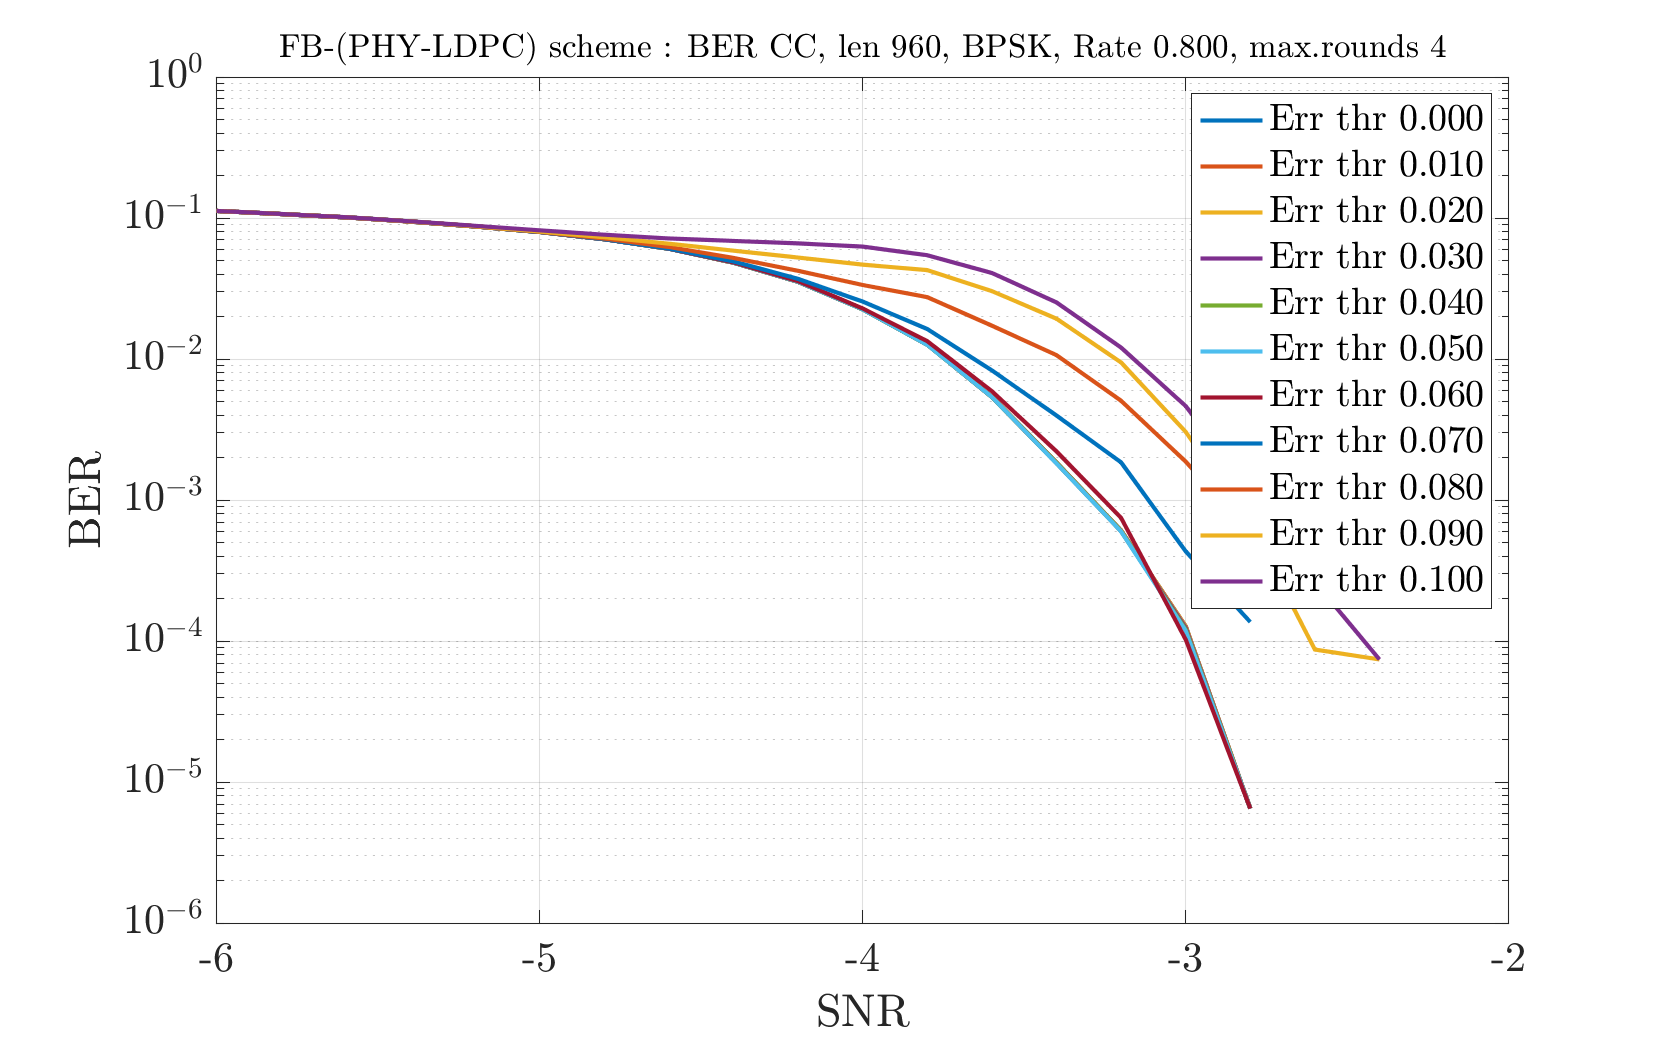 FB-(PHY-LDPC) scheme : BER CC, len 960, BPSK, Rate 0.800, max.rounds 4
10^0
10^{-1}
10^{-2}
10^{-3}
10^{-4}
10^{-5}
10^{-6}
BER
-6 -5 -4 -3 -2
SNR
Err thr 0.000
Err thr 0.010
Err thr 0.020
Err thr 0.030
Err thr 0.040
Err thr 0.050
Err thr 0.060
Err thr 0.070
Err thr 0.080
Err thr 0.090
Err thr 0.100